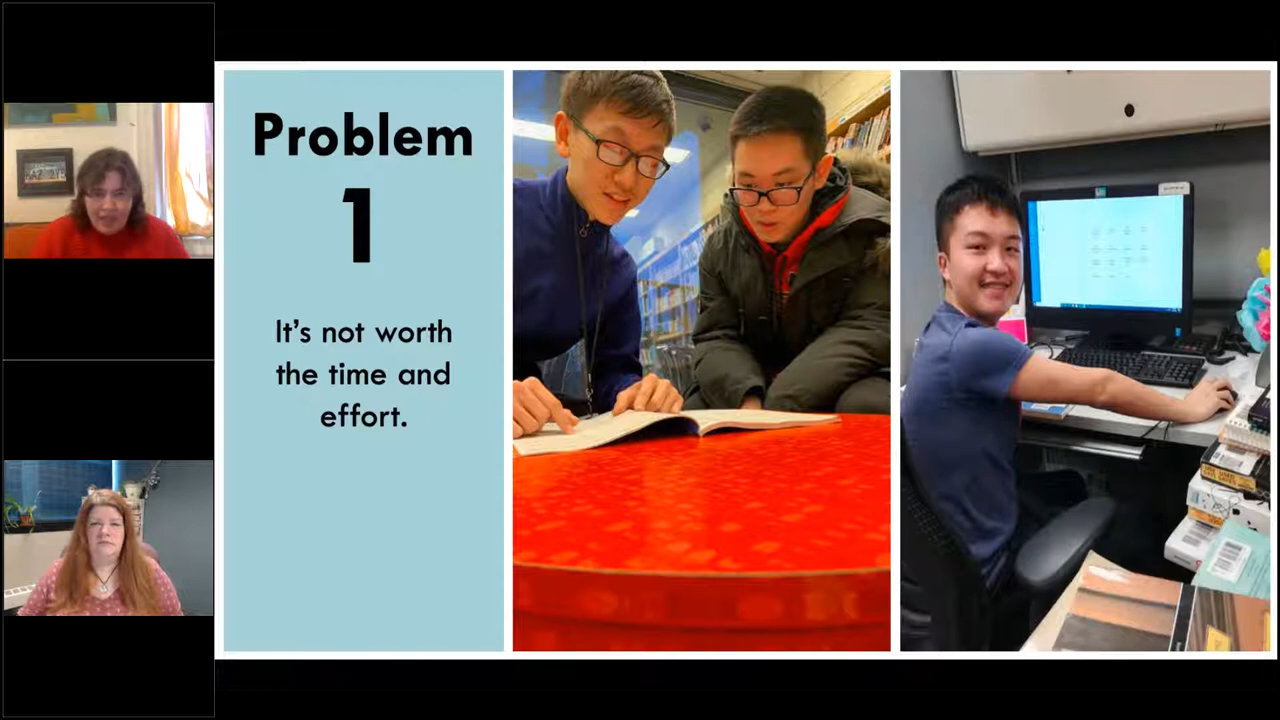 Problem
1
It's not worth
the time and
effort.